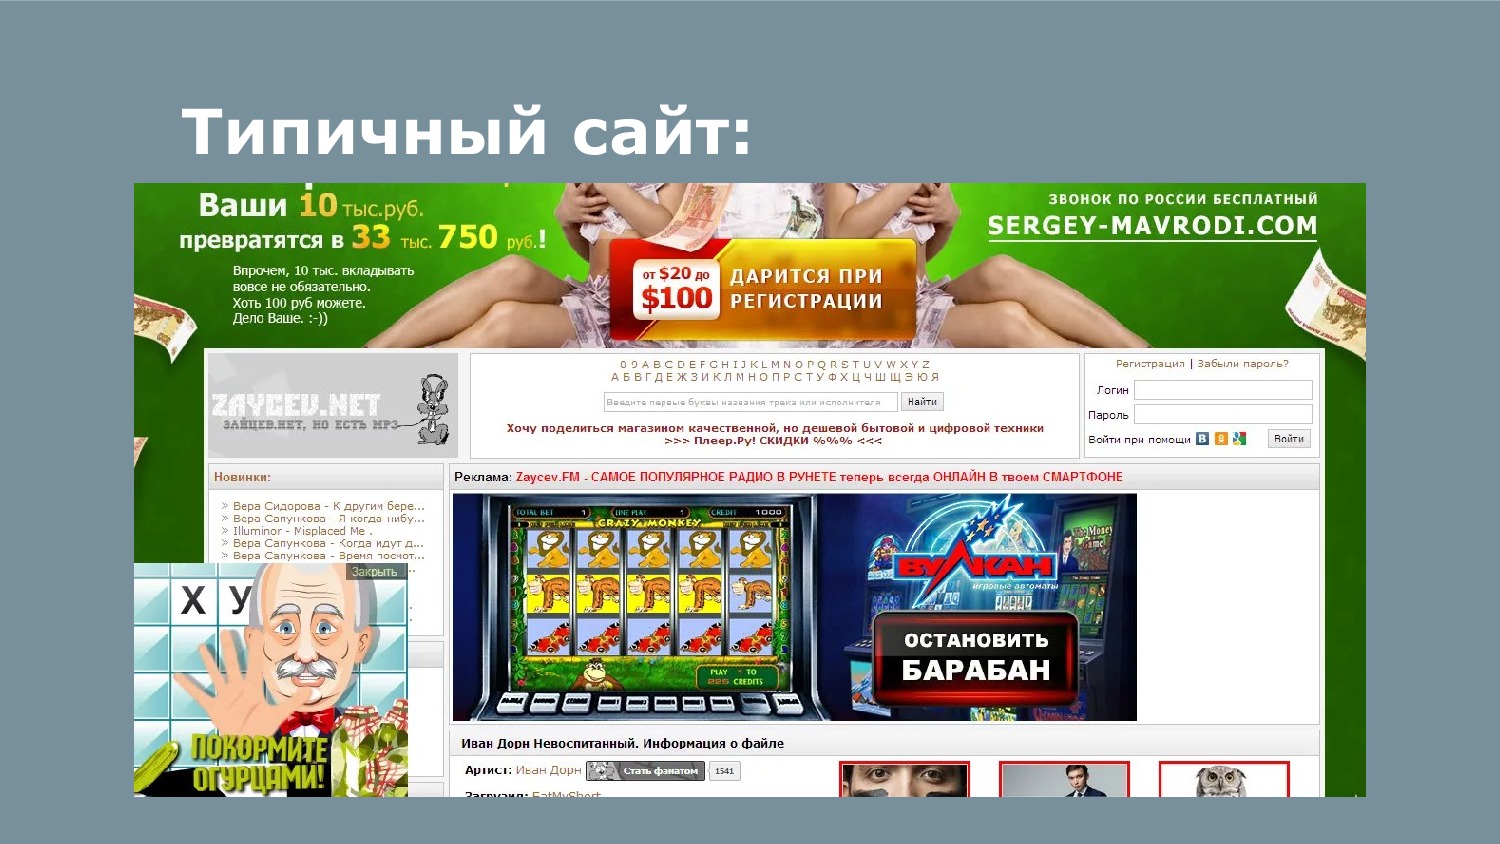 Типичный сайт:
Ваши 10 тыс.руб.
превратятся в 33 тыс. 750 руб.!
Впрочем, 10 тыс. вкладывать
вовсе не обязательно.
Хоть 100 руб можете.
Дело Ваше. :-))
от $20 до
$100
ДАРИТСЯ ПРИ
РЕГИСТРАЦИИ
ЗВОНОК ПО РОССИИ БЕСПЛАТНЫЙ
SERGEY-MAVRODI.COM
ZAYCEV.NET
ЗАЙЦЕВ.НЕТ, НО ЕСТЬ MP3
0 9 A B C D E F G H I J K L M N O P Q R S T U V W X Y Z
А Б В Г Д Е Ж З И К Л М Н О П Р С Т У Ф Х Ц Ч Ш Щ Э Ю Я
Введите первые буквы названия трека или исполнителя
Найти
Хочу поделиться магазином качественной, но дешевой бытовой и цифровой техники
>>> Плеер.Ру! СКИДКИ %%% <<<
Регистрация | Забыли пароль?
Логин
Пароль
Войти при помощи
Войти
Новинки:
Вера Сидорова - К другим бере...
Вера Сапункова - Я когда-нибу...
Illuminor - Misplaced Me .
Вера Сапункова - Когда идут д...
Вера Сапункова - Время посмот...
Закрыть
Х У
ПОКОРМИТЕ
ОГУРЦАМИ!
Реклама: Zaycev.FM - САМОЕ ПОПУЛЯРНОЕ РАДИО В РУНЕТЕ теперь всегда ОНЛАЙН В твоем СМАРТФОНЕ
TOTAL BET 1 LINE PLAY 1 CREDIT 1000
CRAZY MONKEY
PLAY TO
225 CREDITS
ВУЛКАН
игровые автоматы
ОСТАНОВИТЬ
БАРАБАН
Иван Дорн Невоспитанный. Информация о файле
Артист: Иван Дорн
Стать фанатом
1541
Загрузил: EatMyShort